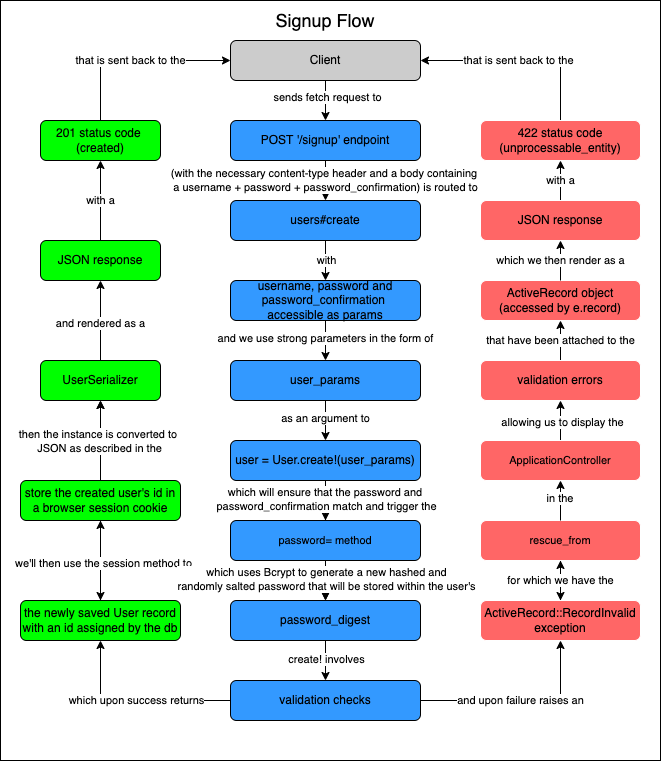 Signup Flow
Client
sends fetch request to
POST '/signup' endpoint
(with the necessary content-type header and a body containing
a username + password + password_confirmation) is routed to
users#create
with
username, password and
password_confirmation
accessible as params
and we use strong parameters in the form of
user_params
as an argument to
user = User.create!(user_params)
which will ensure that the password and
password_confirmation match and trigger the
password= method
which uses Bcrypt to generate a new hashed and
randomly salted password that will be stored within the user's
password_digest
create! involves
validation checks
which upon success returns
the newly saved User record
with an id assigned by the db
we'll then use the session method to
store the created user's id in
a browser session cookie
then the instance is converted to
JSON as described in the
UserSerializer
and rendered as a
JSON response
with a
201 status code
(created)
that is sent back to the
and upon failure raises an
ActiveRecord::RecordInvalid
exception
for which we have the
rescue_from
in the
ApplicationController
allowing us to display the
validation errors
that have been attached to the
ActiveRecord object
(accessed by e.record)
which we then render as a
JSON response
with a
422 status code
(unprocessable_entity)
that is sent back to the